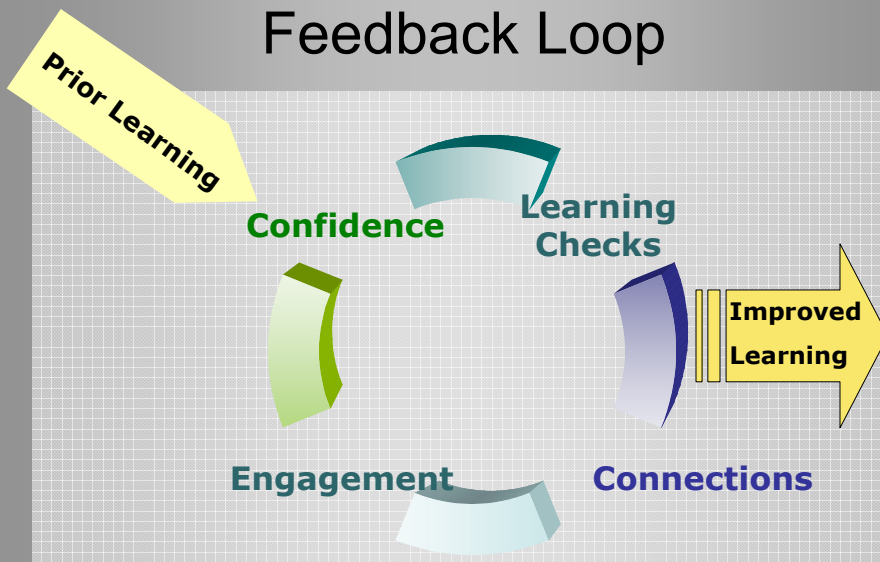 Feedback Loop
Prior Learning
Confidence
Learning
Checks
Improved
Learning
Engagement
Connections